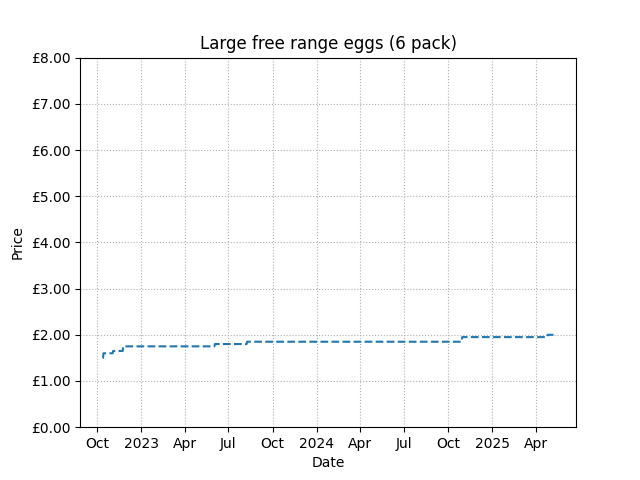 Large free range eggs (6 pack)
£8.00
£7.00
£6.00
£5.00
£4.00
£3.00
£2.00
£1.00
£0.00
Price
Oct 2023 Apr Jul Oct 2024 Apr Jul Oct 2025 Apr
Date